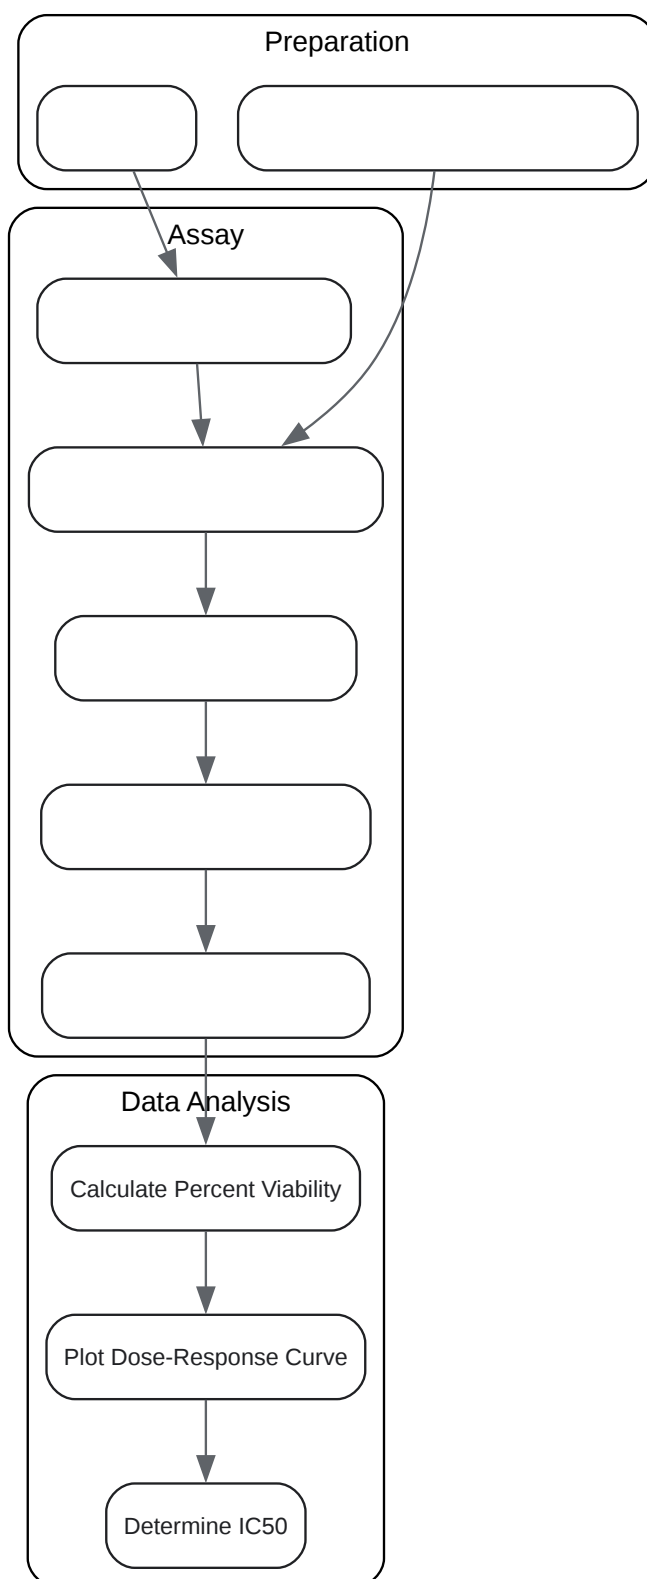 Preparation
Assay
Data Analysis
Calculate Percent Viability
Plot Dose-Response Curve
Determine IC50